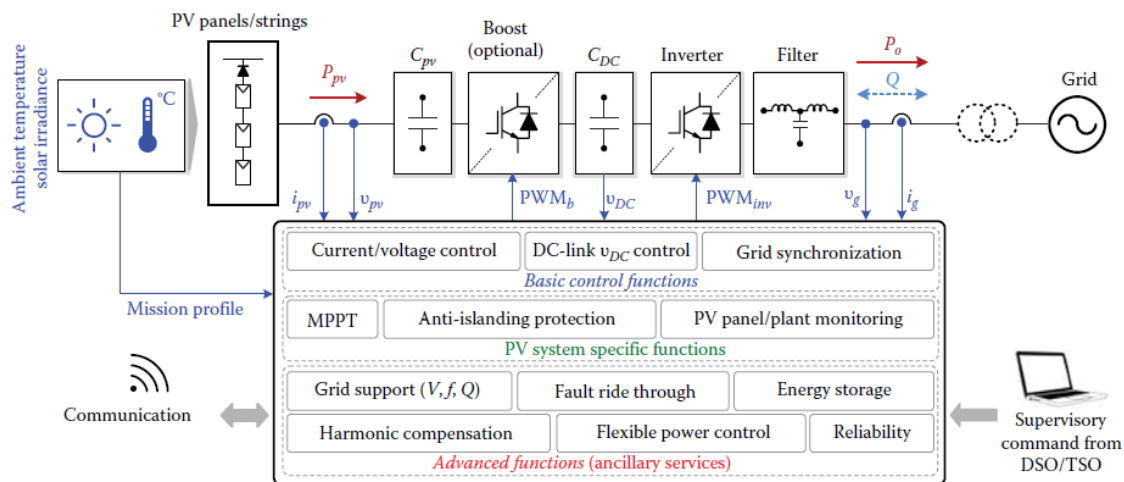 PV panels/strings
Boost
(optional)
C_pv
C_DC
Inverter
Filter
P_o
Q
Grid
P_pv
°C
Ambient temperature
solar irradiance
i_pv
υ_pv
PWM_b
υ_DC
PWM_inv
υ_g
i_g
Current/voltage control
DC-link υ_DC control
Grid synchronization
Basic control functions
Mission profile
MPPT
Anti-islanding protection
PV panel/plant monitoring
PV system specific functions
Grid support (V, f, Q)
Fault ride through
Energy storage
Harmonic compensation
Flexible power control
Reliability
Advanced functions (ancillary services)
Communication
Supervisory
command from
DSO/TSO